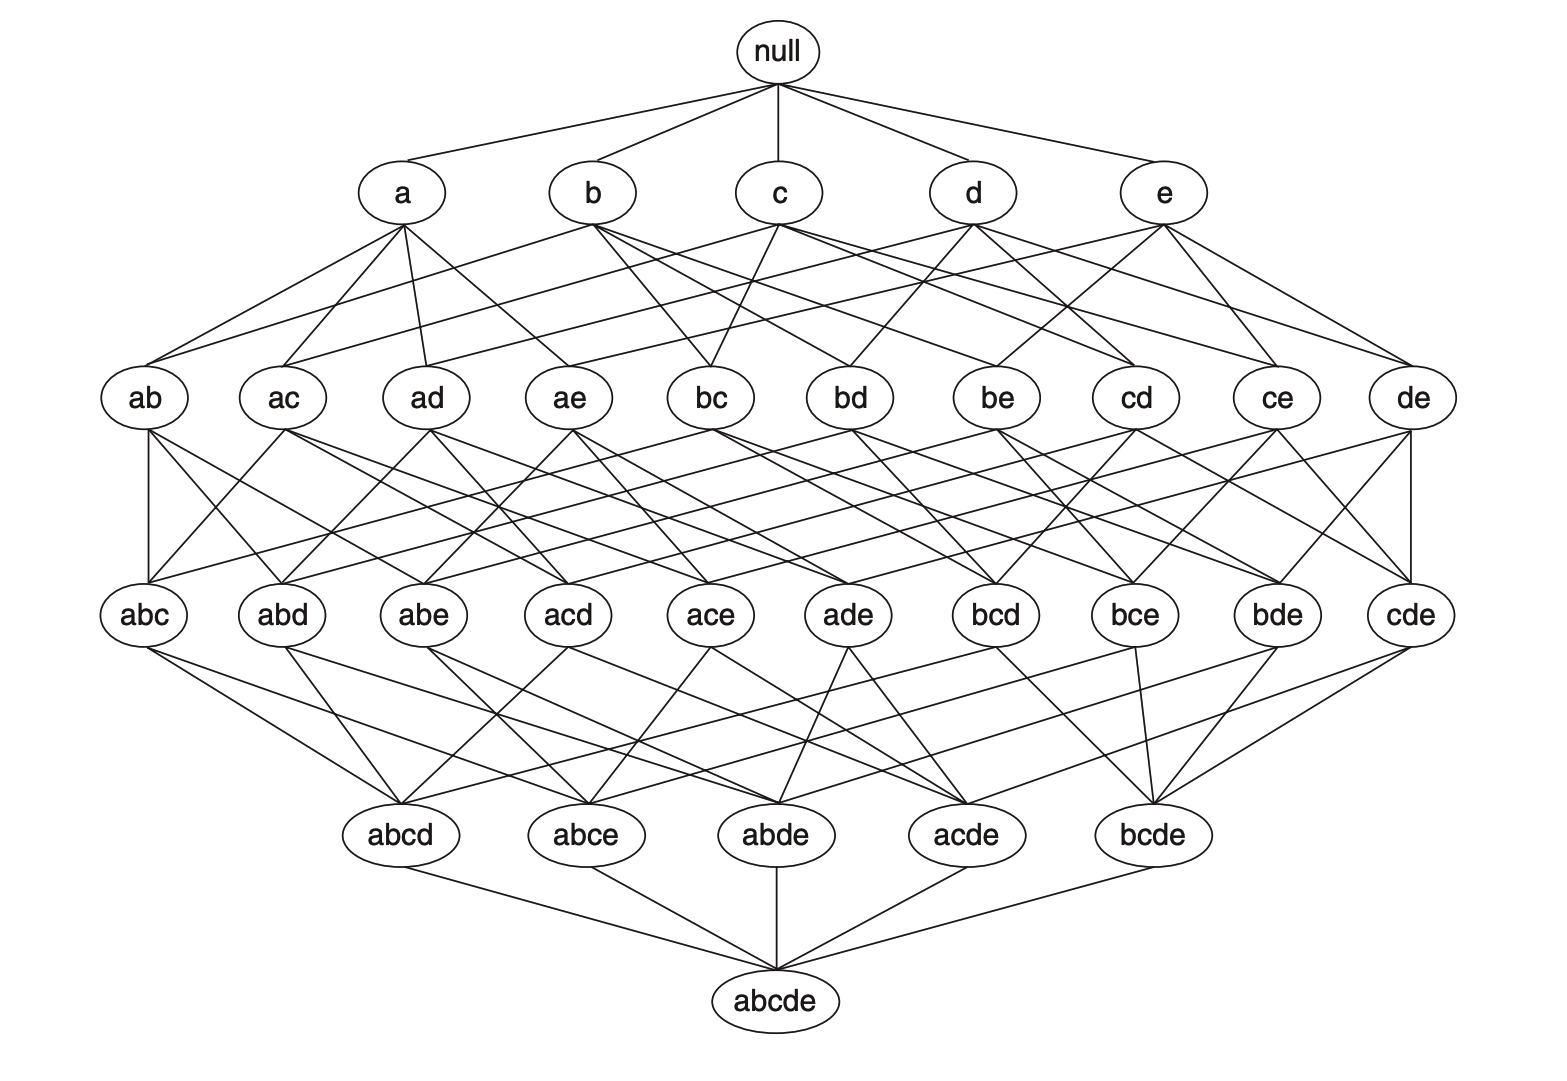 null
a b c d e
ab ac ad ae bc bd be cd ce de
abc abd abe acd ace ade bcd bce bde cde
abcd abce abde acde bcde
abcde